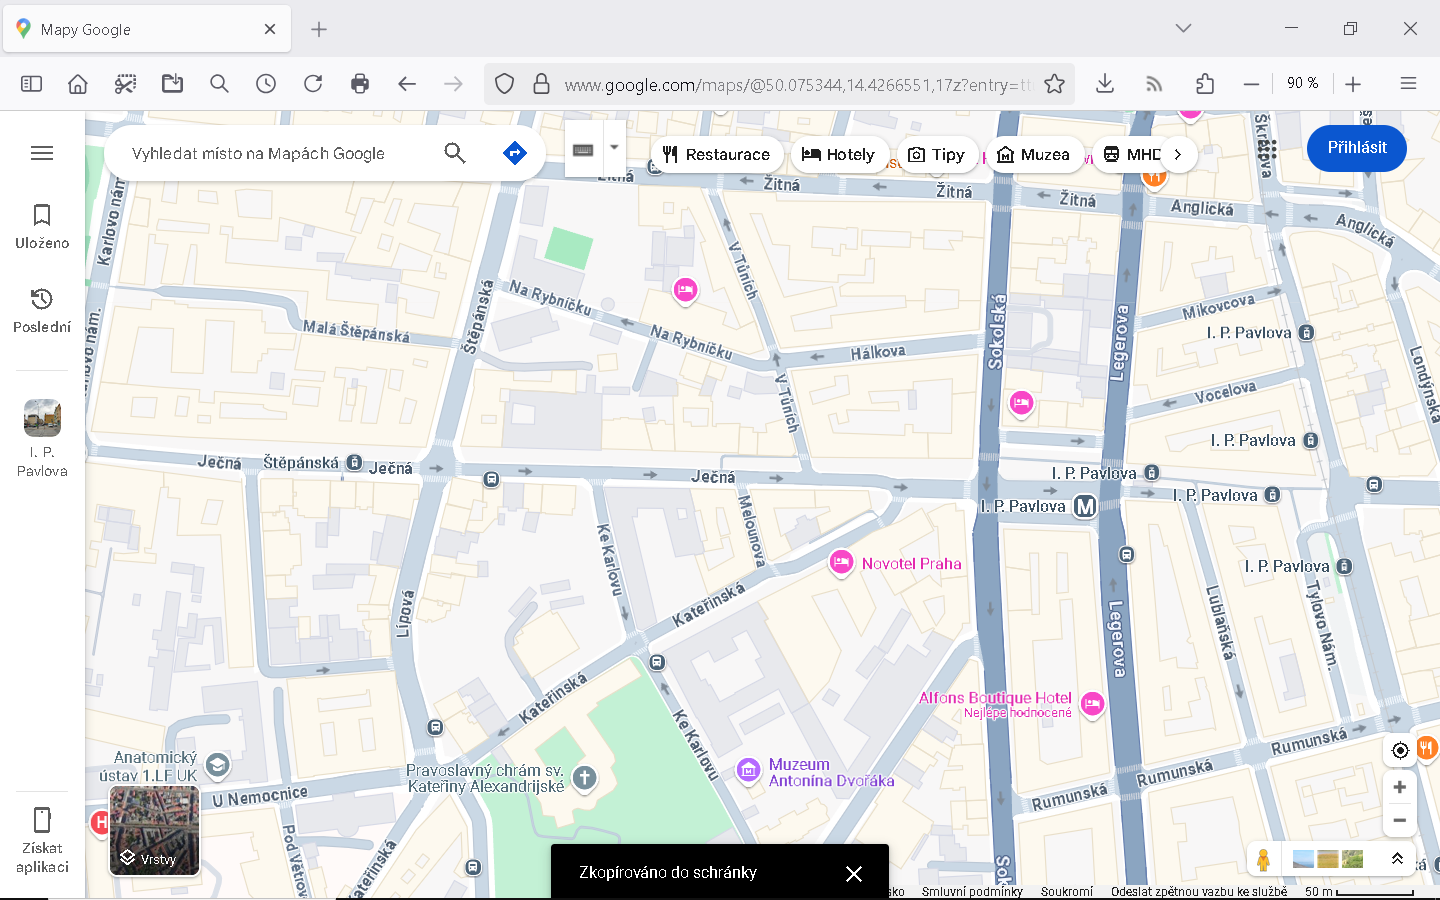 Mapy Google
www.google.com/maps/@50.075344,14.4266551,17z?entry=tt
90 %
Vyhledat místo na Mapách Google
Restaurace
Hotely
Tipy
Muzea
MHD
Přihlásit
Uloženo
Poslední
I. P.
Pavlova
Získat
aplikaci
Žitná
Žitná
Žitná
Žitná
Anglická
Anglická
Karlovo nám.
Štěpánská
Na Rybníčku
Na Rybníčku
V Tůních
V Tůních
Malá Štěpánská
Hálkova
Sokolská
Legerova
Mikovcova
I. P. Pavlova
Londýnská
Vocelova
I. P. Pavlova
Ječná
Štěpánská
Ječná
Ječná
I. P. Pavlova
I. P. Pavlova
M
I. P. Pavlova
Melounova
Ke Karlovu
Novotel Praha
I. P. Pavlova
Kateřinská
Lípová
Legerova
Lublaňská
Tylovo Nám.
Kateřinská
Ke Karlovu
Alfons Boutique Hotel
Nejlépe hodnocené
Rumunská
Rumunská
Rumunská
Anatomický
ústav 1.LF UK
Pravoslavný chrám sv.
Kateřiny Alexandrijské
Muzeum
Antonína Dvořáka
U Nemocnice
H
Vrstvy
Pod Větrov
Kateřinská
Zkopírováno do schránky
Smluvní podmínky
Soukromí
Odeslat zpětnou vazbu ke službě
50 m